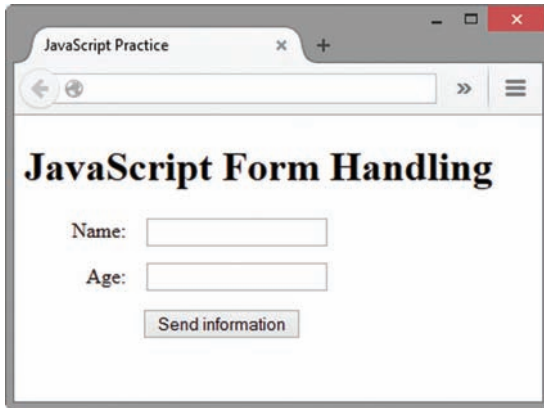 JavaScript Practice
JavaScript Form Handling
Name:
Age:
Send information